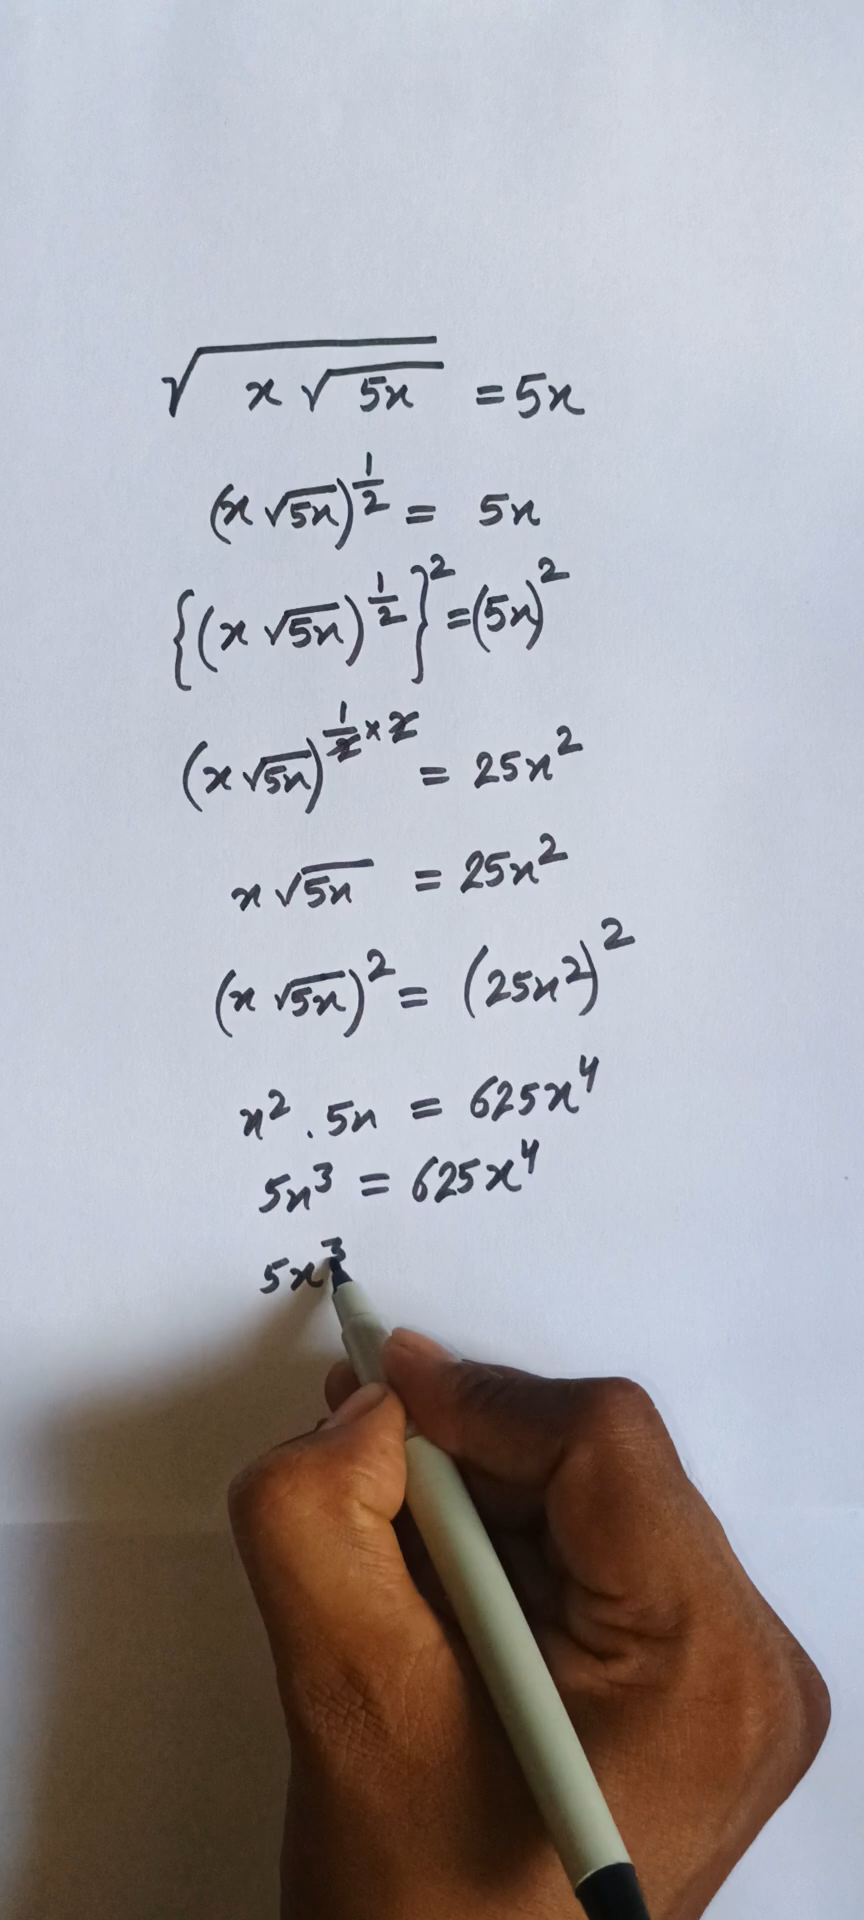 √(x√(5x)) = 5x
(x√(5x))^(1/2) = 5x
{(x√(5x))^(1/2)}^2 = (5x)^2
(x√(5x))^(1/2 × 2) = 25x^2
x√(5x) = 25x^2
(x√(5x))^2 = (25x^2)^2
x^2 . 5x = 625x^4
5x^3 = 625x^4
5x^3